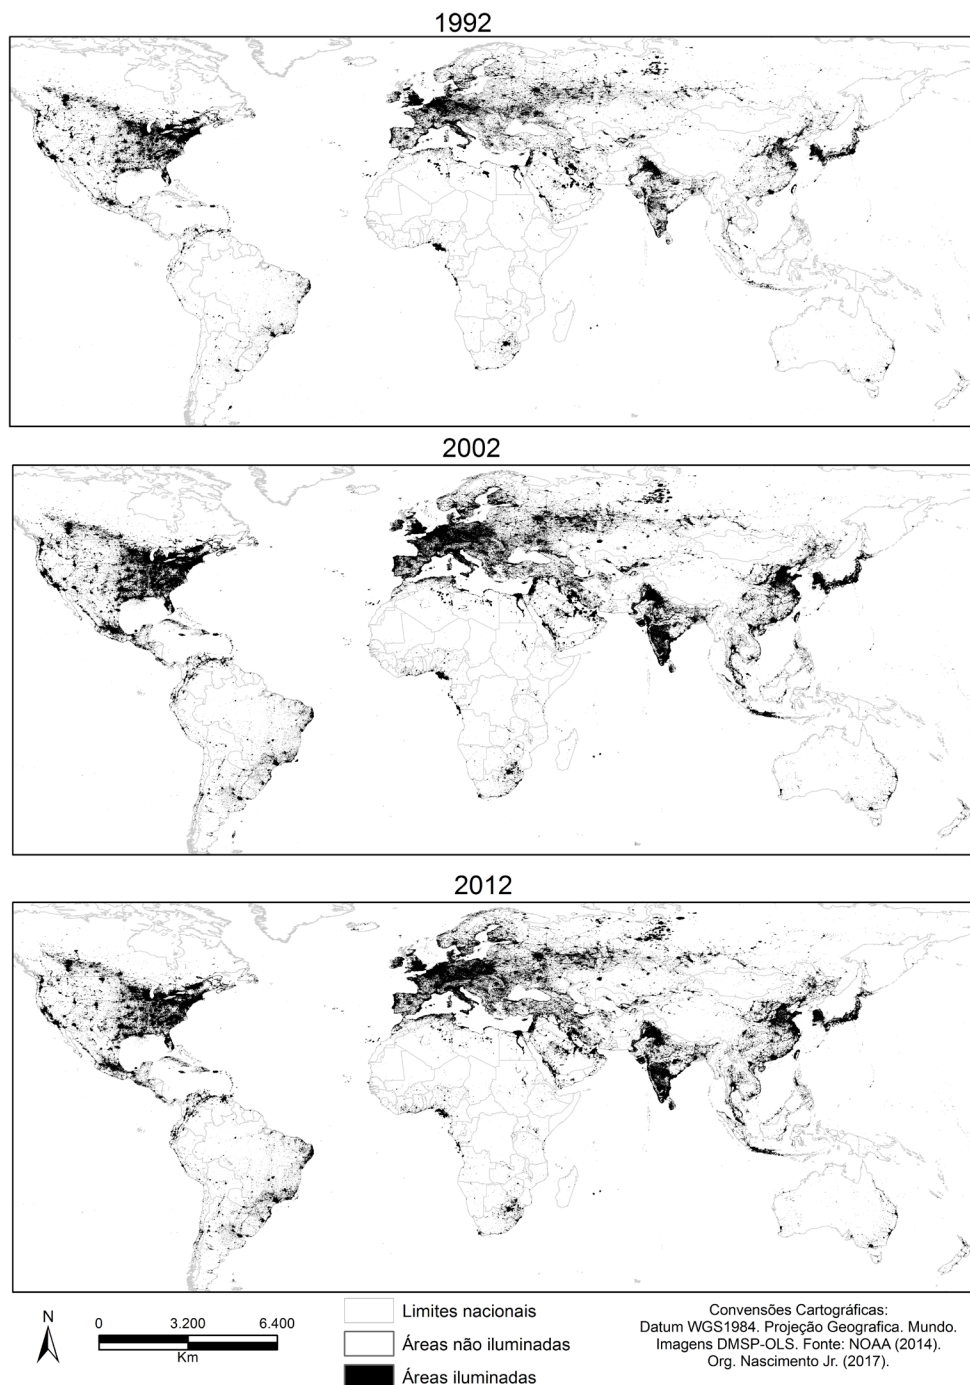 1992
2002
2012
N
0 3.200 6.400
Km
Limites nacionais
Áreas não iluminadas
Áreas iluminadas
Convensões Cartográficas:
Datum WGS1984. Projeção Geografica. Mundo.
Imagens DMSP-OLS. Fonte: NOAA (2014).
Org. Nascimento Jr. (2017).